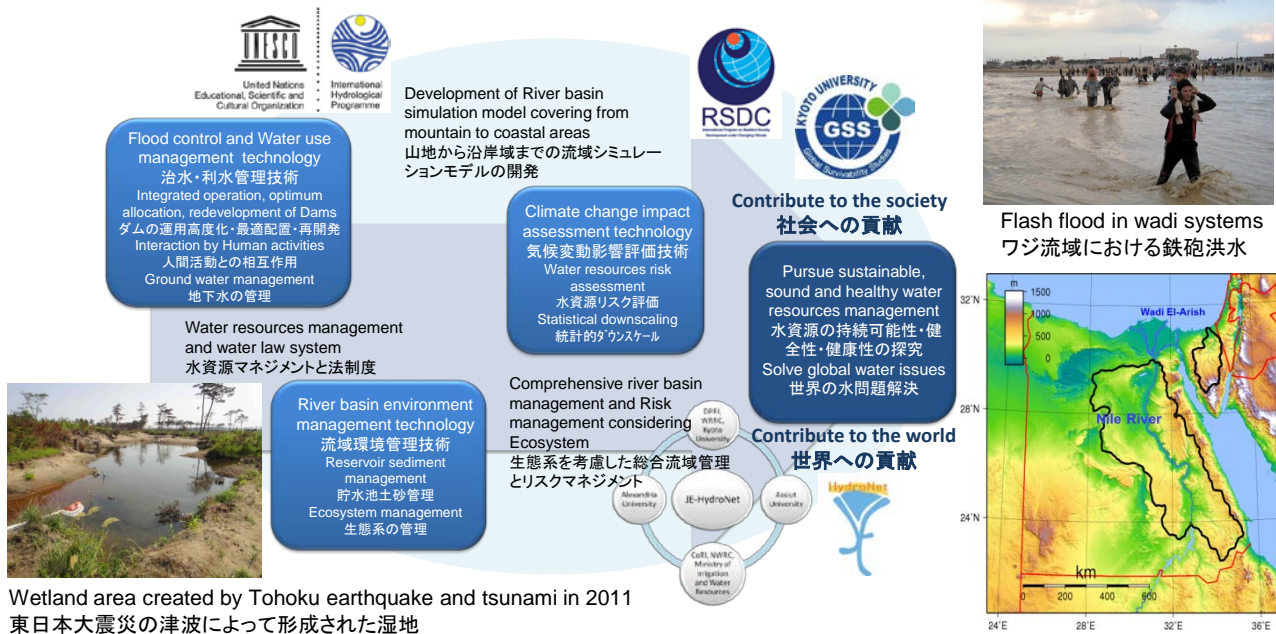 UNESCO
United Nations
Educational, Scientific and
Cultural Organization
International
Hydrological
Programme
Development of River basin
simulation model covering from
mountain to coastal areas
山地から沿岸域までの流域シミュレー
ションモデルの開発
RSDC
International Program on Resilient Society
Development under Changing Climate
KYOTO UNIVERSITY
GSS
Global Survivability Studies
Flood control and Water use
management technology
治水・利水管理技術
Integrated operation, optimum
allocation, redevelopment of Dams
ダムの運用高度化・最適配置・再開発
Interaction by Human activities
人間活動との相互作用
Ground water management
地下水の管理
Climate change impact
assessment technology
気候変動影響評価技術
Water resources risk
assessment
水資源リスク評価
Statistical downscaling
統計的ﾀﾞｳﾝｽｹｰﾙ
Contribute to the society
社会への貢献
Pursue sustainable,
sound and healthy water
resources management
水資源の持続可能性・健
全性・健康性の探究
Solve global water issues
世界の水問題解決
Contribute to the world
世界への貢献
Water resources management
and water law system
水資源マネジメントと法制度
River basin environment
management technology
流域環境管理技術
Reservoir sediment
management
貯水池土砂管理
Ecosystem management
生態系の管理
Comprehensive river basin
management and Risk
management considering
Ecosystem
生態系を考慮した総合流域管理
とリスクマネジメント
DPRI,
WRRC,
Kyoto
University
Alexandria
University
JE-HydroNet
Assiut
University
CoRI, NWRC,
Ministry of
Irrigation
and Water
Resources
HydroNet
Wetland area created by Tohoku earthquake and tsunami in 2011
東日本大震災の津波によって形成された湿地
Flash flood in wadi systems
ワジ流域における鉄砲洪水
m
1500
1000
500
0
Wadi El-Arish
Nile River
32°N
28°N
24°N
km
0 200 400 600
24°E 28°E 32°E 36°E